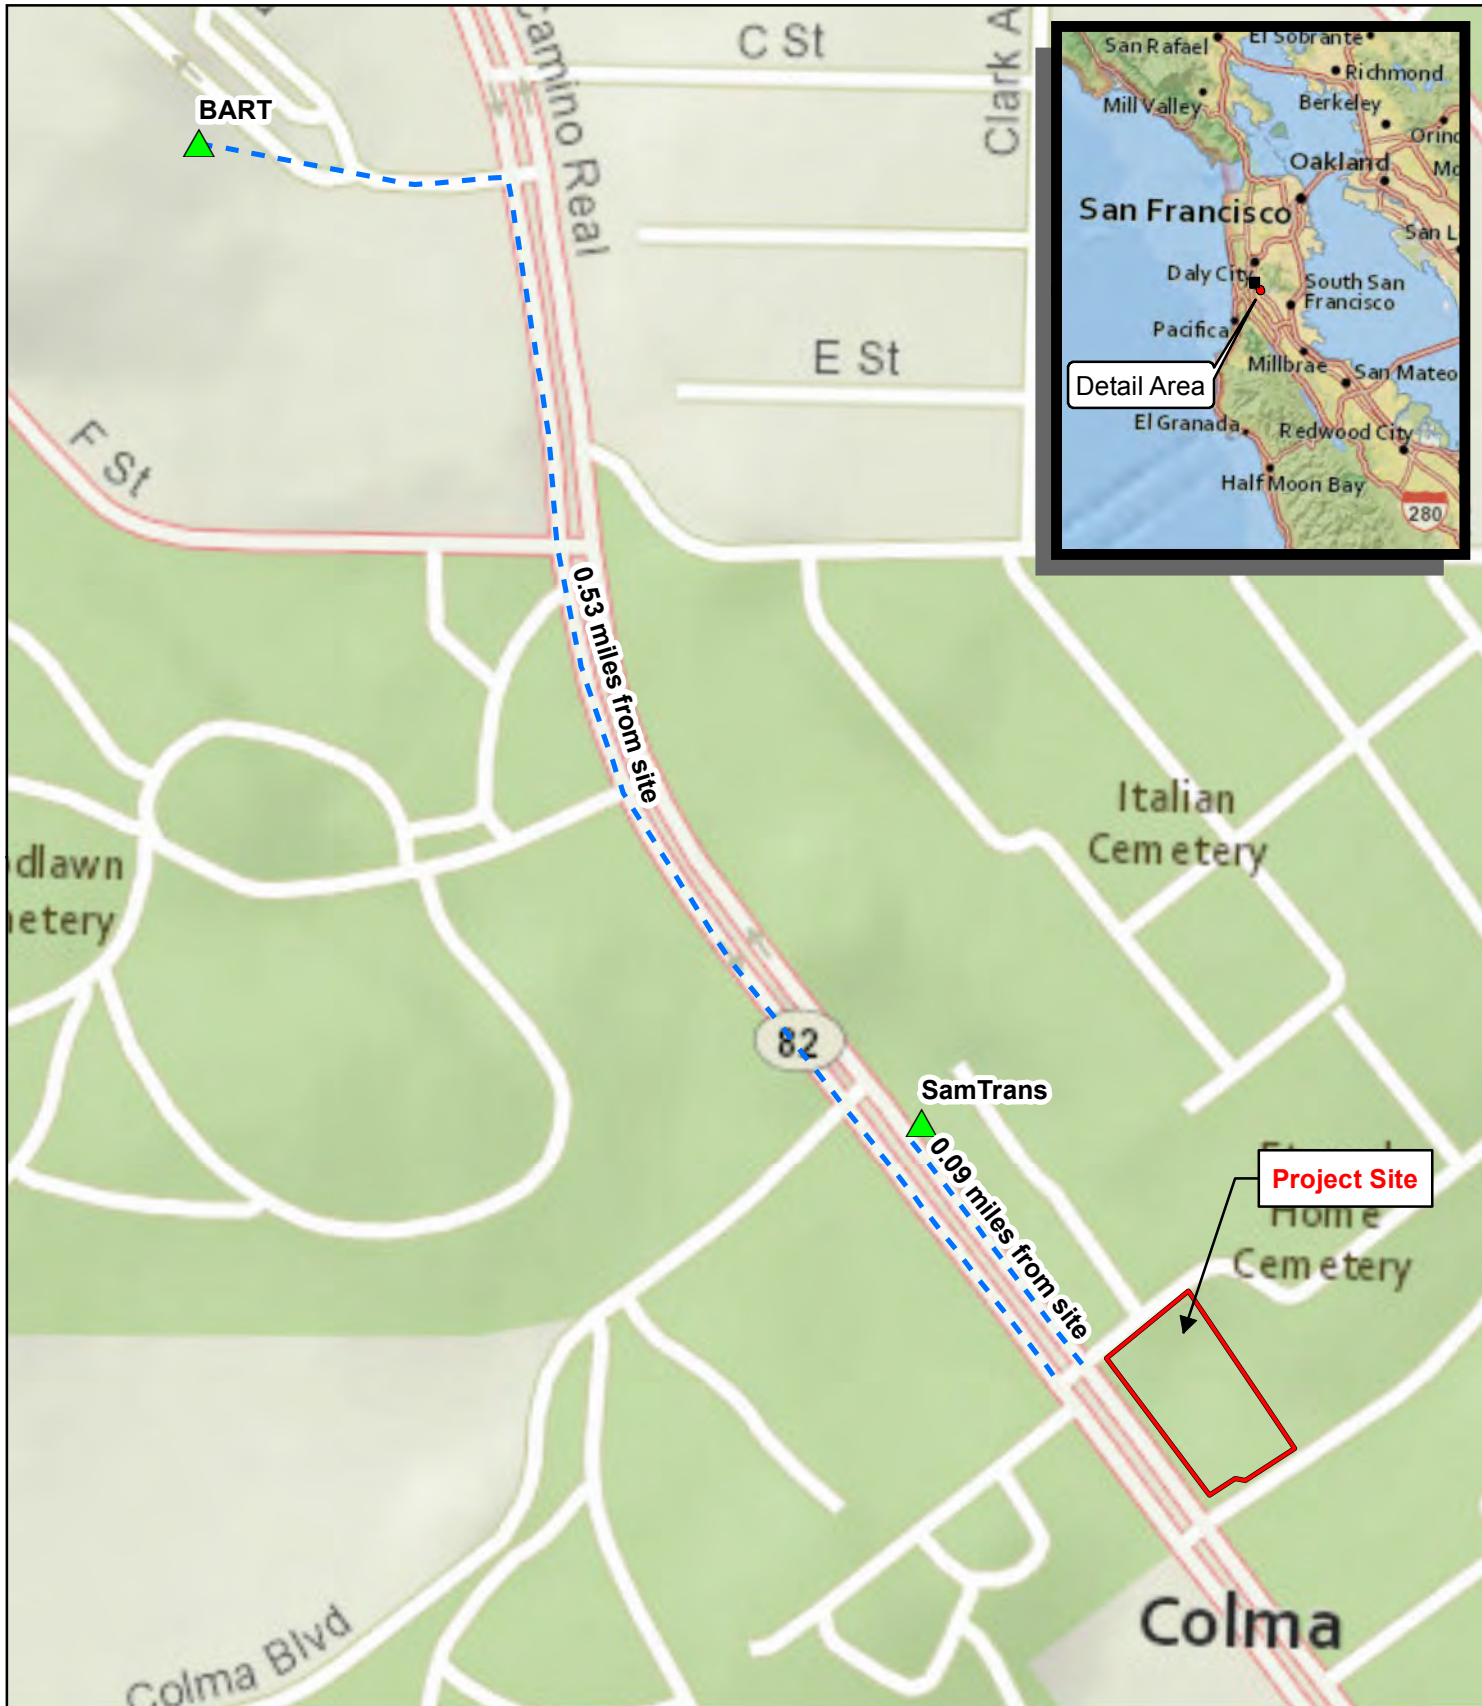 C St
Clark A
Camino Real
BART
E St
F St
0.53 miles from site
Italian
Cemetery
dlawn
etery
82
SamTrans
0.09 miles from site
Project Site
Home
Cemetery
Colma
Colma Blvd
San Rafael
El Sobrante
Richmond
Mill Valley
Berkeley
Orin
Oakland
Mo
San Francisco
San L
Daly City
South San
Francisco
Pacifica
Millbrae
San Mateo
Detail Area
El Granada
Redwood City
Half Moon Bay
280